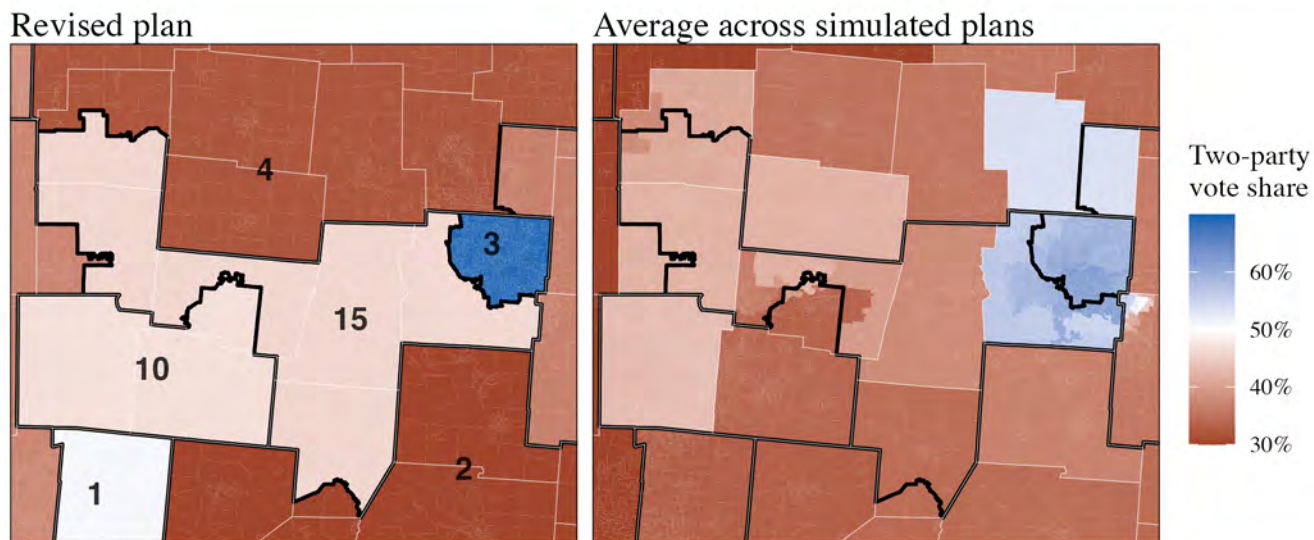 Revised plan
Average across simulated plans
4
3
15
10
1
2
Two-party
vote share
60%
50%
40%
30%